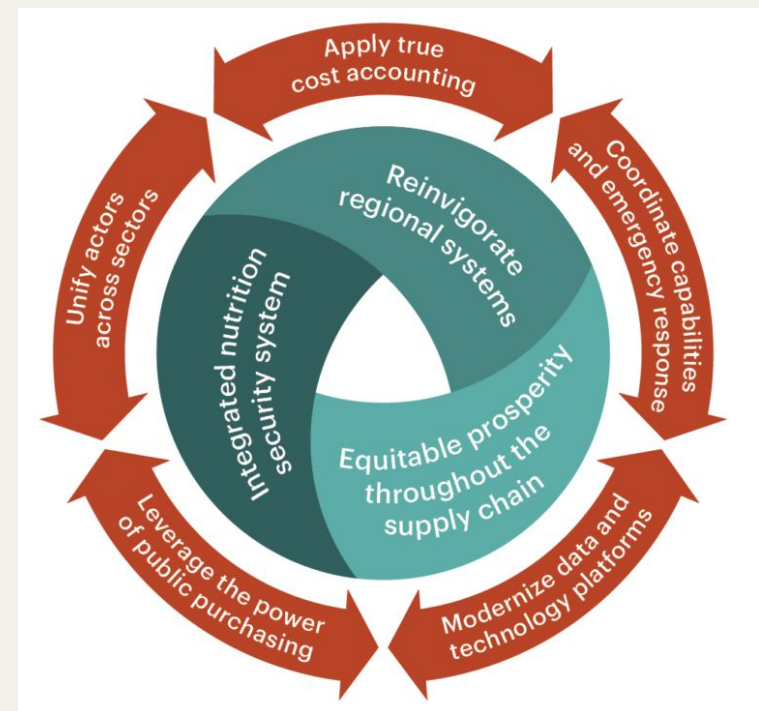 Apply true
cost accounting
Coordinate capabilities
and emergency response
Modernize data and
technology platforms
Leverage the power
of public purchasing
Unify actors
across sectors
Reinvigorate
regional systems
Equitable prosperity
throughout the
supply chain
Integrated nutrition
security system